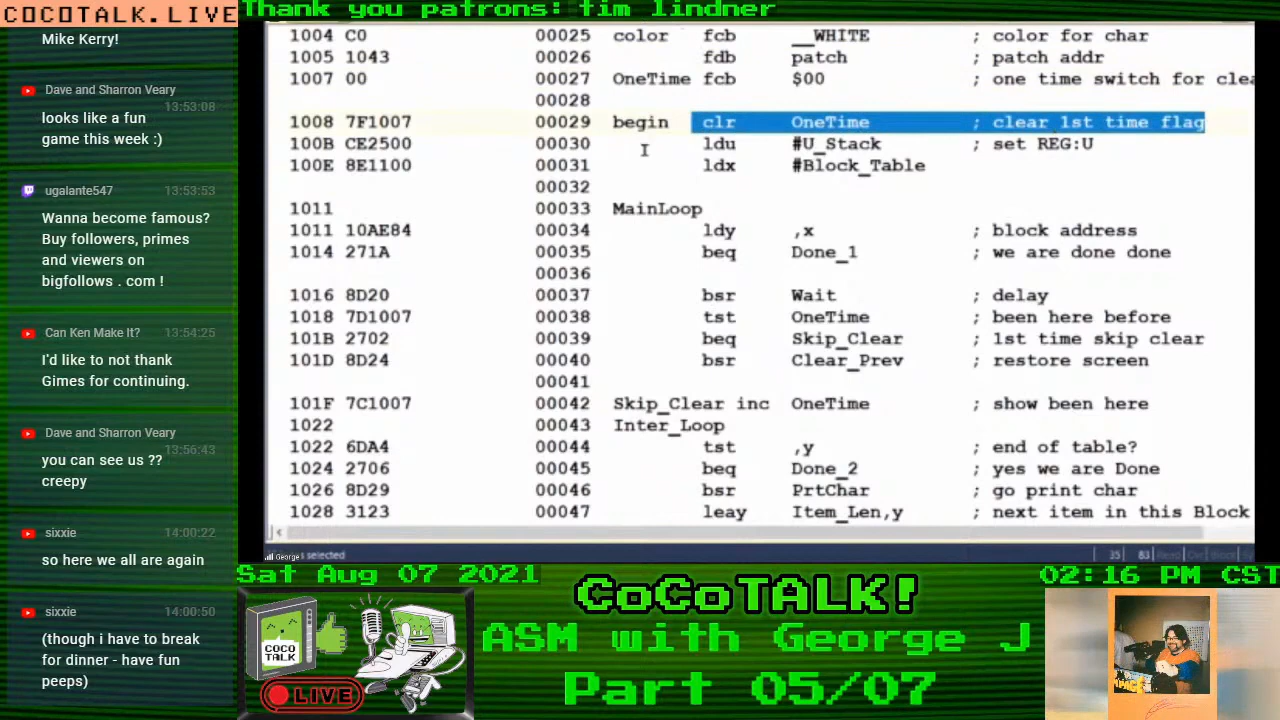 COCOTALK.LIVE
Thank you patrons: tim lindner
Mike Kerry!
Dave and Sharron Veary
13:53:08
looks like a fun
game this week :)
ugalante547
13:53:53
Wanna become famous?
Buy followers, primes
and viewers on
bigfollows . com !
Can Ken Make It?
13:54:25
I'd like to not thank
Gimes for continuing.
Dave and Sharron Veary
13:56:43
you can see us ??
creepy
sixxie
14:00:22
so here we all are again
sixxie
14:00:50
(though i have to break
for dinner - have fun
peeps)
1004 C0 00025 color fcb __WHITE ; color for char
1005 1043 00026 fdb patch ; patch addr
1007 00 00027 OneTime fcb $00 ; one time switch for clea
00028
1008 7F1007 00029 begin clr OneTime ; clear 1st time flag
100B CE2500 00030 ldu #U_Stack ; set REG:U
100E 8E1100 00031 ldx #Block_Table
00032
1011 00033 MainLoop
1011 10AE84 00034 ldy ,x ; block address
1014 271A 00035 beq Done_1 ; we are done done
00036
1016 8D20 00037 bsr Wait ; delay
1018 7D1007 00038 tst OneTime ; been here before
101B 2702 00039 beq Skip_Clear ; 1st time skip clear
101D 8D24 00040 bsr Clear_Prev ; restore screen
00041
101F 7C1007 00042 Skip_Clear inc OneTime ; show been here
1022 00043 Inter_Loop
1022 6DA4 00044 tst ,y ; end of table?
1024 2706 00045 beq Done_2 ; yes we are Done
1026 8D29 00046 bsr PrtChar ; go print char
1028 3123 00047 leay Item_Len,y ; next item in this Block
George selected 35 83
Sat Aug 07 2021
CoCoTALK!
02:16 PM CST
COCO
TALK
LIVE
ASM with George J
Part 05/07